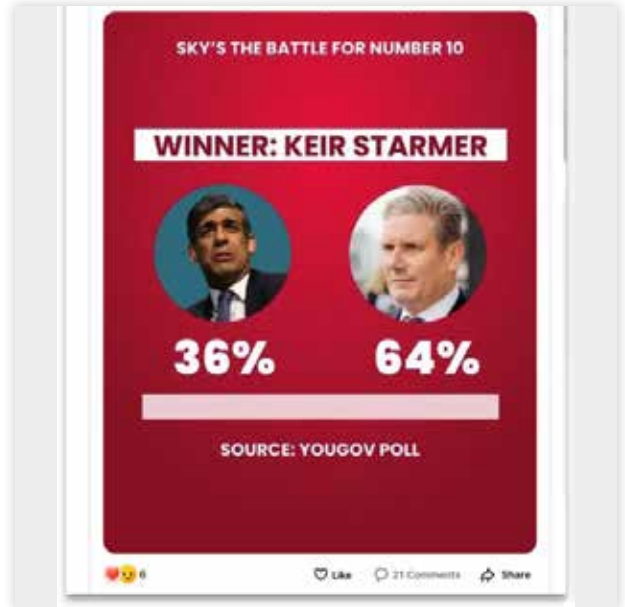 SKY'S THE BATTLE FOR NUMBER 10
WINNER: KEIR STARMER
36% 64%
SOURCE: YOUGOV POLL
6 Like 21 Comments Share